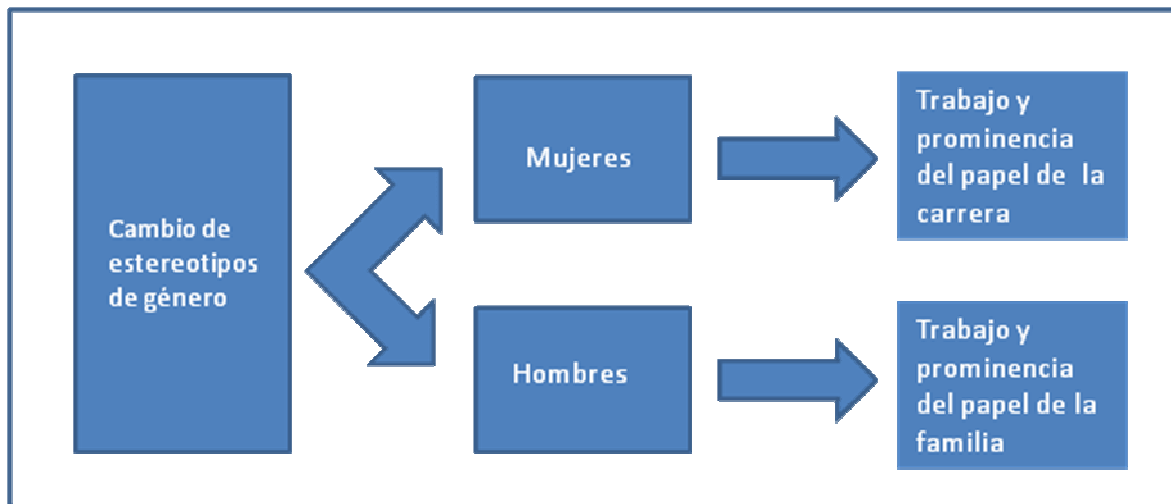 Cambio de
estereotipos
de género
Mujeres
Trabajo y
prominencia
del papel de la
carrera
Hombres
Trabajo y
prominencia
del papel de la
familia